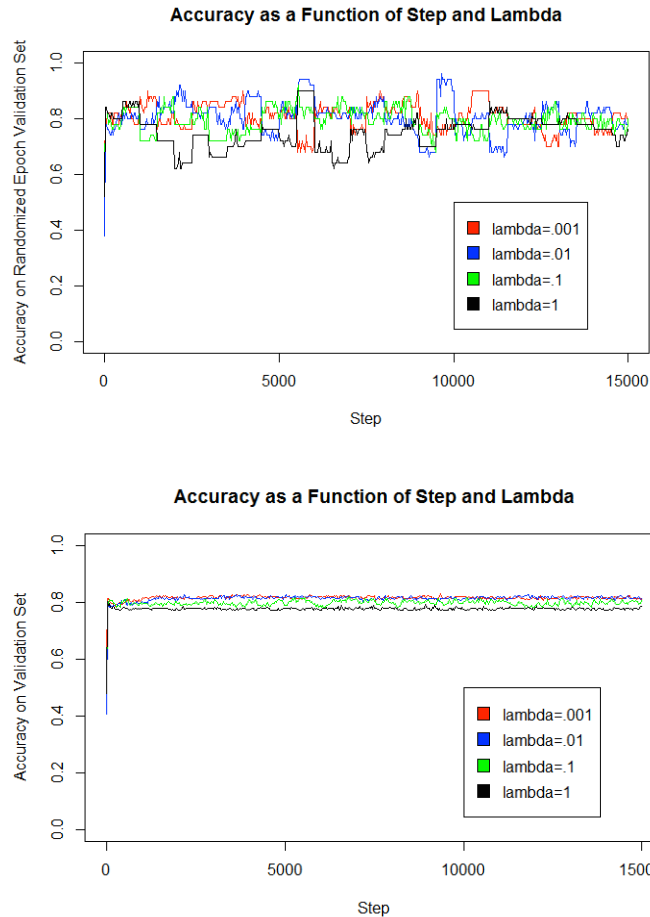 Accuracy as a Function of Step and Lambda
Accuracy on Randomized Epoch Validation Set
1.0
0.8
0.6
0.4
0.2
0.0
lambda=.001
lambda=.01
lambda=.1
lambda=1
0 5000 10000 15000
Step
Accuracy as a Function of Step and Lambda
Accuracy on Validation Set
1.0
0.8
0.6
0.4
0.2
0.0
lambda=.001
lambda=.01
lambda=.1
lambda=1
0 5000 10000 1500
Step